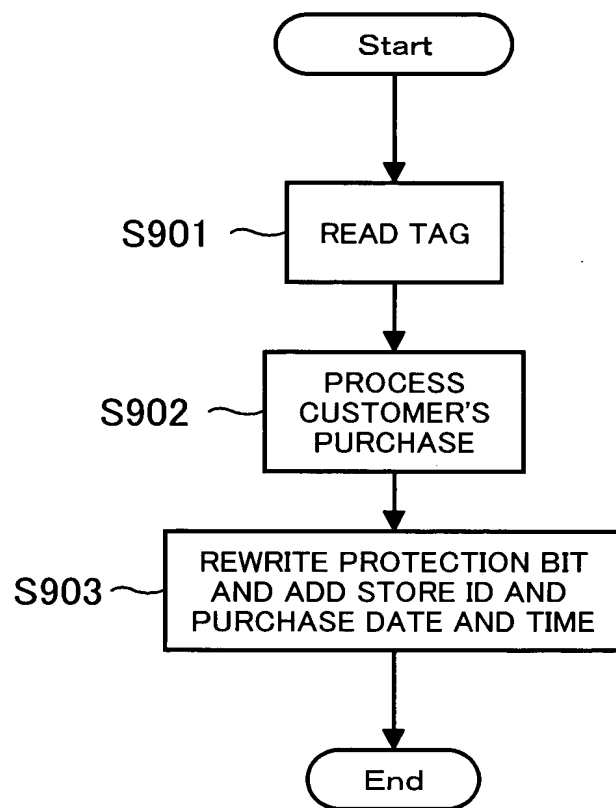 Start
S901
READ TAG
S902
PROCESS
CUSTOMER'S
PURCHASE
S903
REWRITE PROTECTION BIT
AND ADD STORE ID AND
PURCHASE DATE AND TIME
End